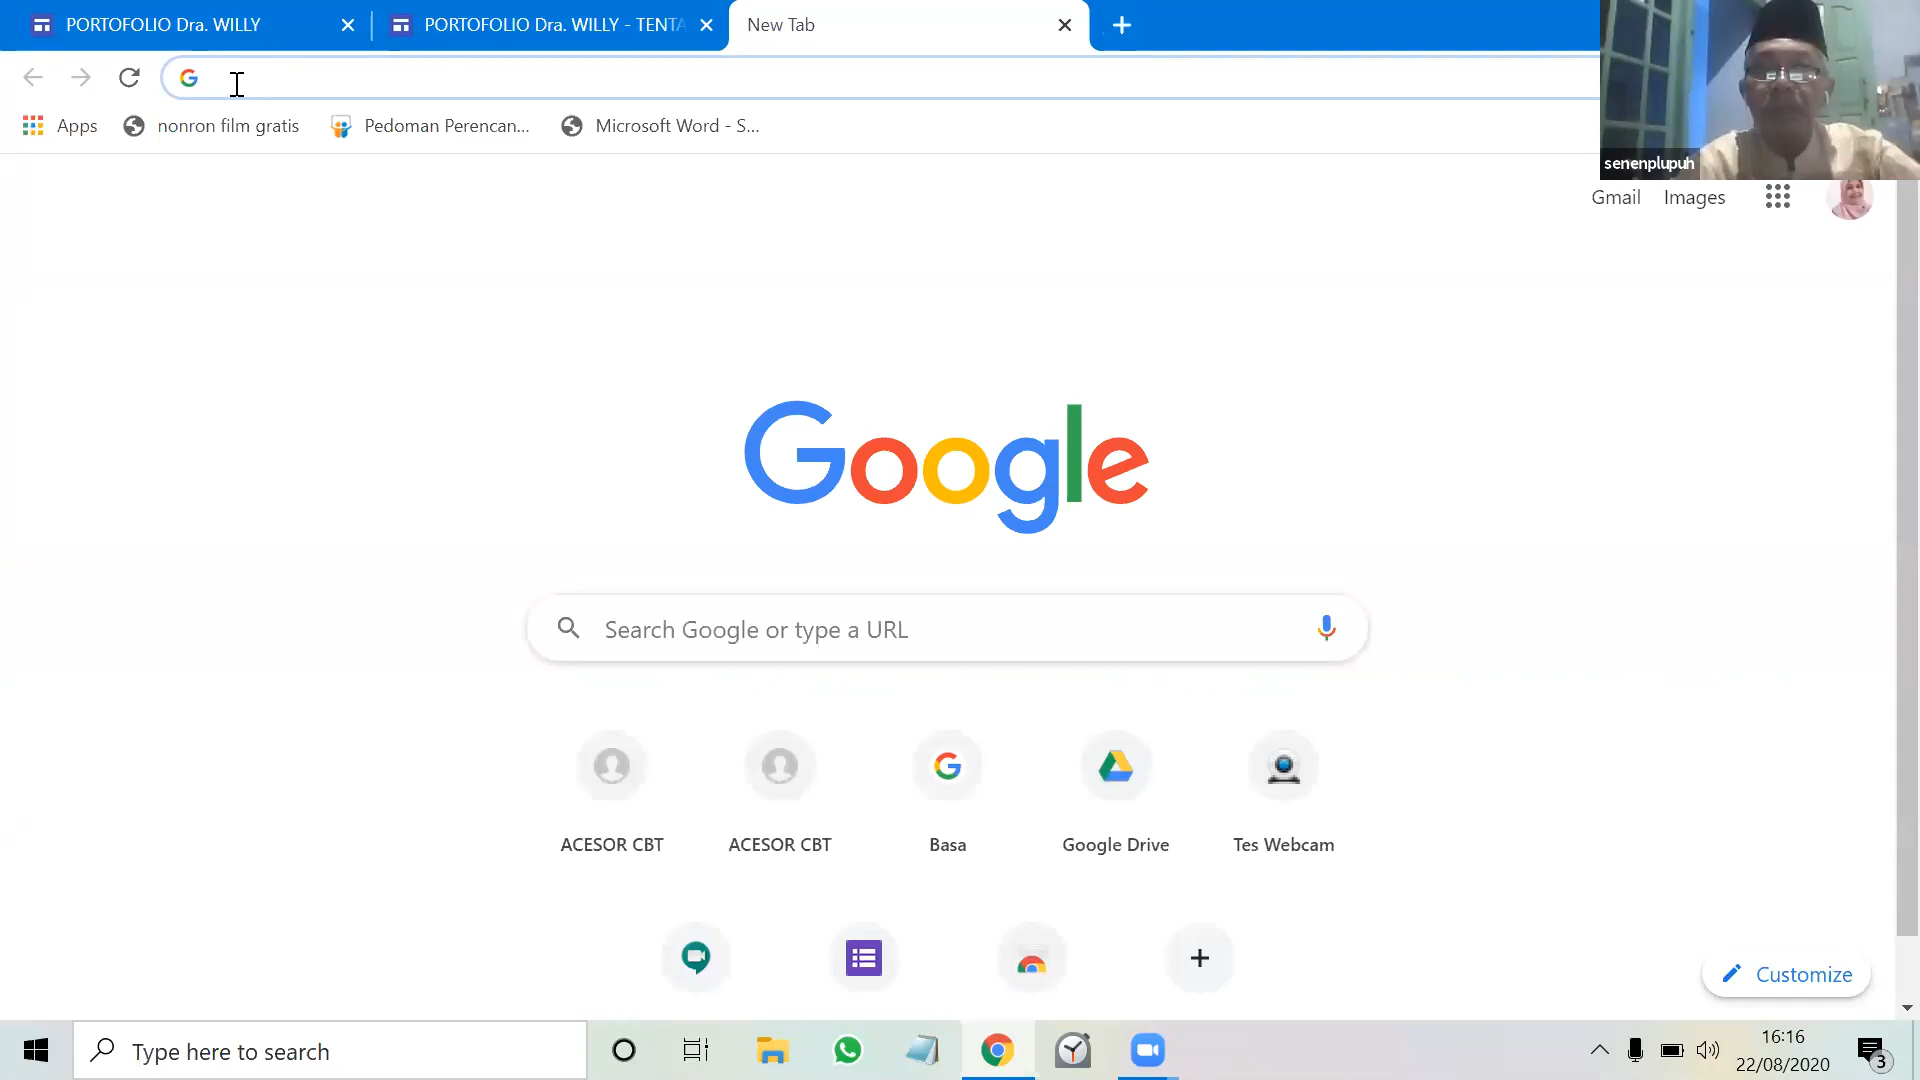 PORTOFOLIO Dra. WILLY
PORTOFOLIO Dra. WILLY - TENTA
New Tab
Apps
nonron film gratis
Pedoman Perencan...
Microsoft Word - S...
senenplupuh
Gmail
Images
Google
Search Google or type a URL
ACESOR CBT
ACESOR CBT
Basa
Google Drive
Tes Webcam
Customize
Type here to search
16:16
22/08/2020
3